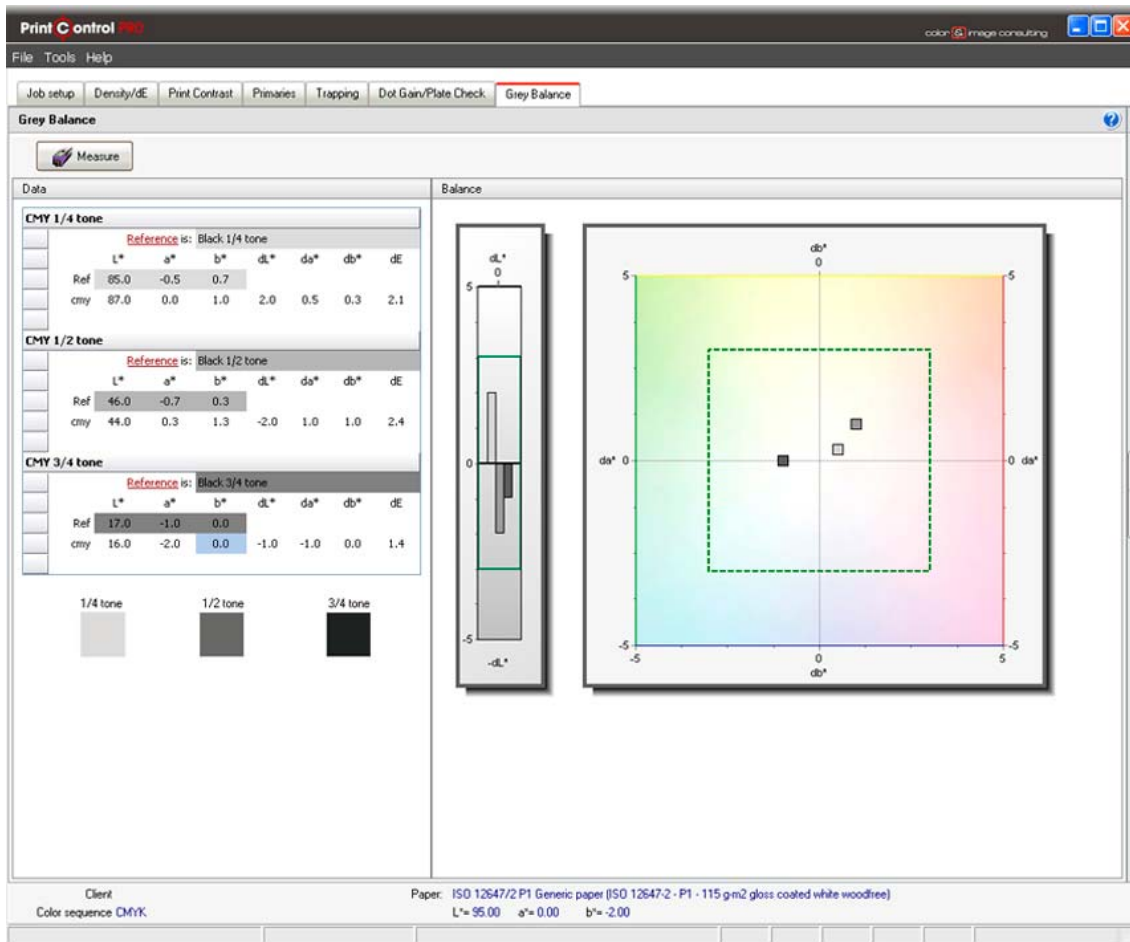 Print Control PRO
color & image consulting
File Tools Help
Job setup Density/dE Print Contrast Primaries Trapping Dot Gain/Plate Check Grey Balance
Grey Balance
Measure
Data
Balance
CMY 1/4 tone
Reference is: Black 1/4 tone
L* a* b* dL* da* db* dE
Ref 85.0 -0.5 0.7
cmy 87.0 0.0 1.0 2.0 0.5 0.3 2.1
CMY 1/2 tone
Reference is: Black 1/2 tone
L* a* b* dL* da* db* dE
Ref 46.0 -0.7 0.3
cmy 44.0 0.3 1.3 -2.0 1.0 1.0 2.4
CMY 3/4 tone
Reference is: Black 3/4 tone
L* a* b* dL* da* db* dE
Ref 17.0 -1.0 0.0
cmy 16.0 -2.0 0.0 -1.0 -1.0 0.0 1.4
1/4 tone 1/2 tone 3/4 tone
dL*
0
5
0
-5
-dL*
db*
0
5 5
da* 0 0 da*
-5 -5
-5 0 5
db*
Client
Color sequence CMYK
Paper: ISO 12647/2 P1 Generic paper (ISO 12647-2 - P1 - 115 g-m2 gloss coated white woodfree)
L*= 95.00 a*= 0.00 b*= -2.00